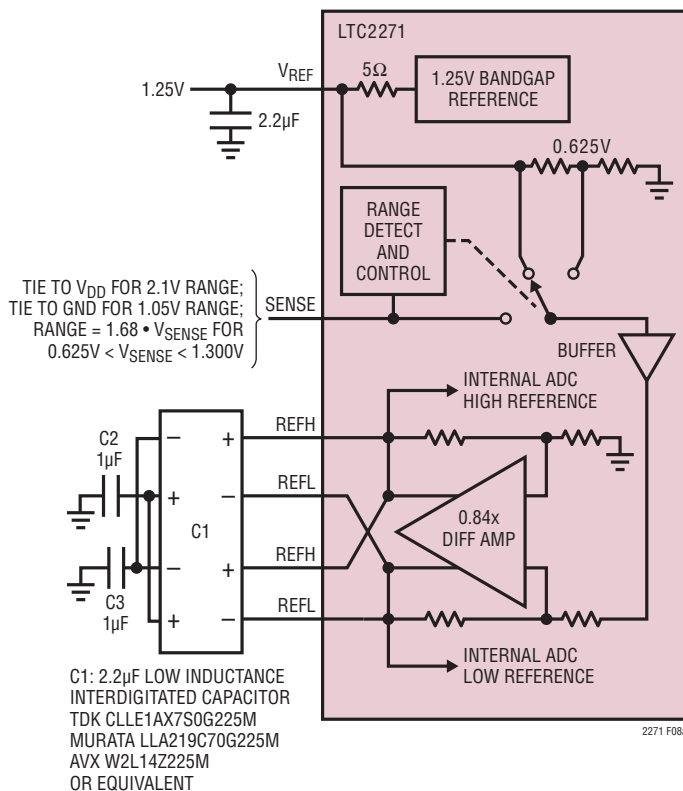 LTC2271
VREF
5Ω
1.25V
1.25V BANDGAP
REFERENCE
2.2µF
0.625V
RANGE
DETECT
AND
CONTROL
TIE TO VDD FOR 2.1V RANGE;
TIE TO GND FOR 1.05V RANGE;
RANGE = 1.68 • VSENSE FOR
0.625V < VSENSE < 1.300V
SENSE
BUFFER
INTERNAL ADC
HIGH REFERENCE
C2
1µF
– +
REFH
+ –
REFL
C1
0.84x
DIFF AMP
– +
REFH
C3
1µF
+ –
REFL
INTERNAL ADC
LOW REFERENCE
C1: 2.2µF LOW INDUCTANCE
INTERDIGITATED CAPACITOR
TDK CLLE1AX7S0G225M
MURATA LLA219C70G225M
AVX W2L14Z225M
OR EQUIVALENT